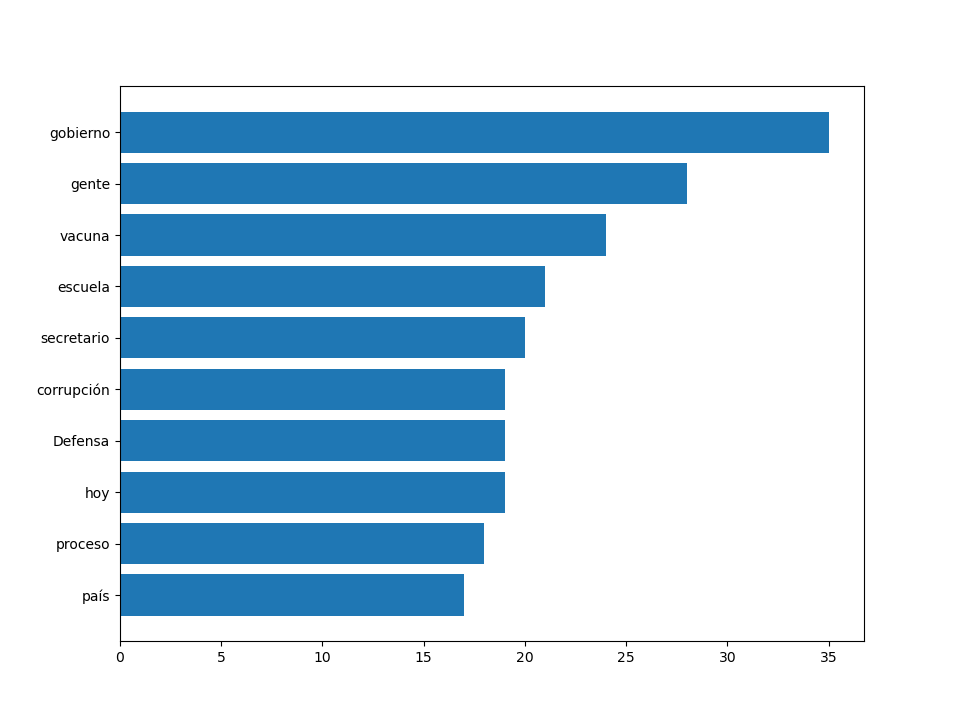 gobierno
gente
vacuna
escuela
secretario
corrupción
Defensa
hoy
proceso
país
0 5 10 15 20 25 30 35